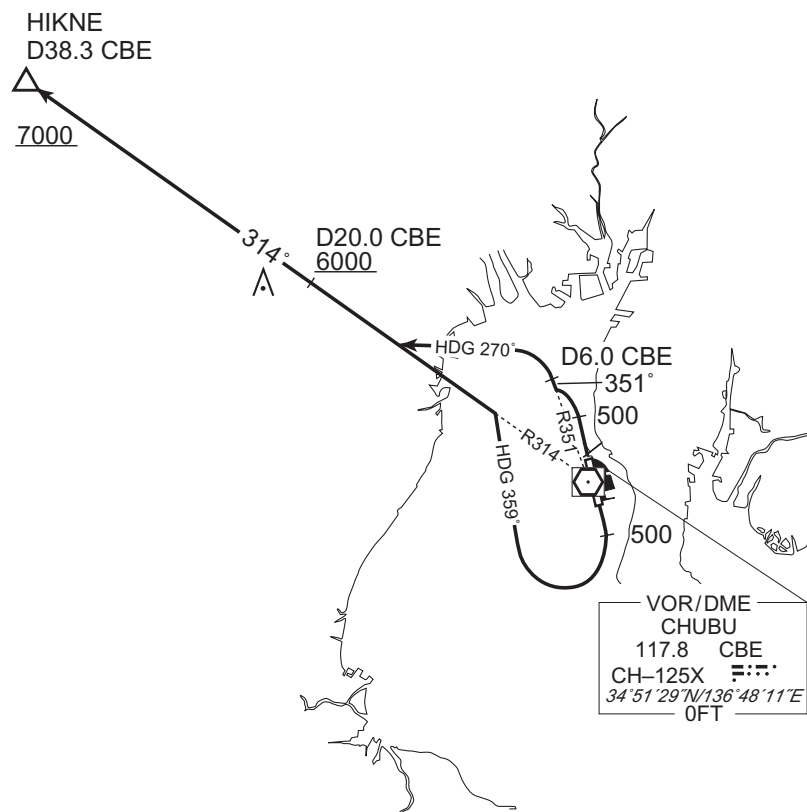 HIKNE
D38.3 CBE
7000
314°
D20.0 CBE
6000
HDG 270°
D6.0 CBE
351°
500
R351
R314
HDG 359°
500
VOR/DME
CHUBU
117.8 CBE
CH–125X
34°51´29˝N/136°48´11˝E
0FT